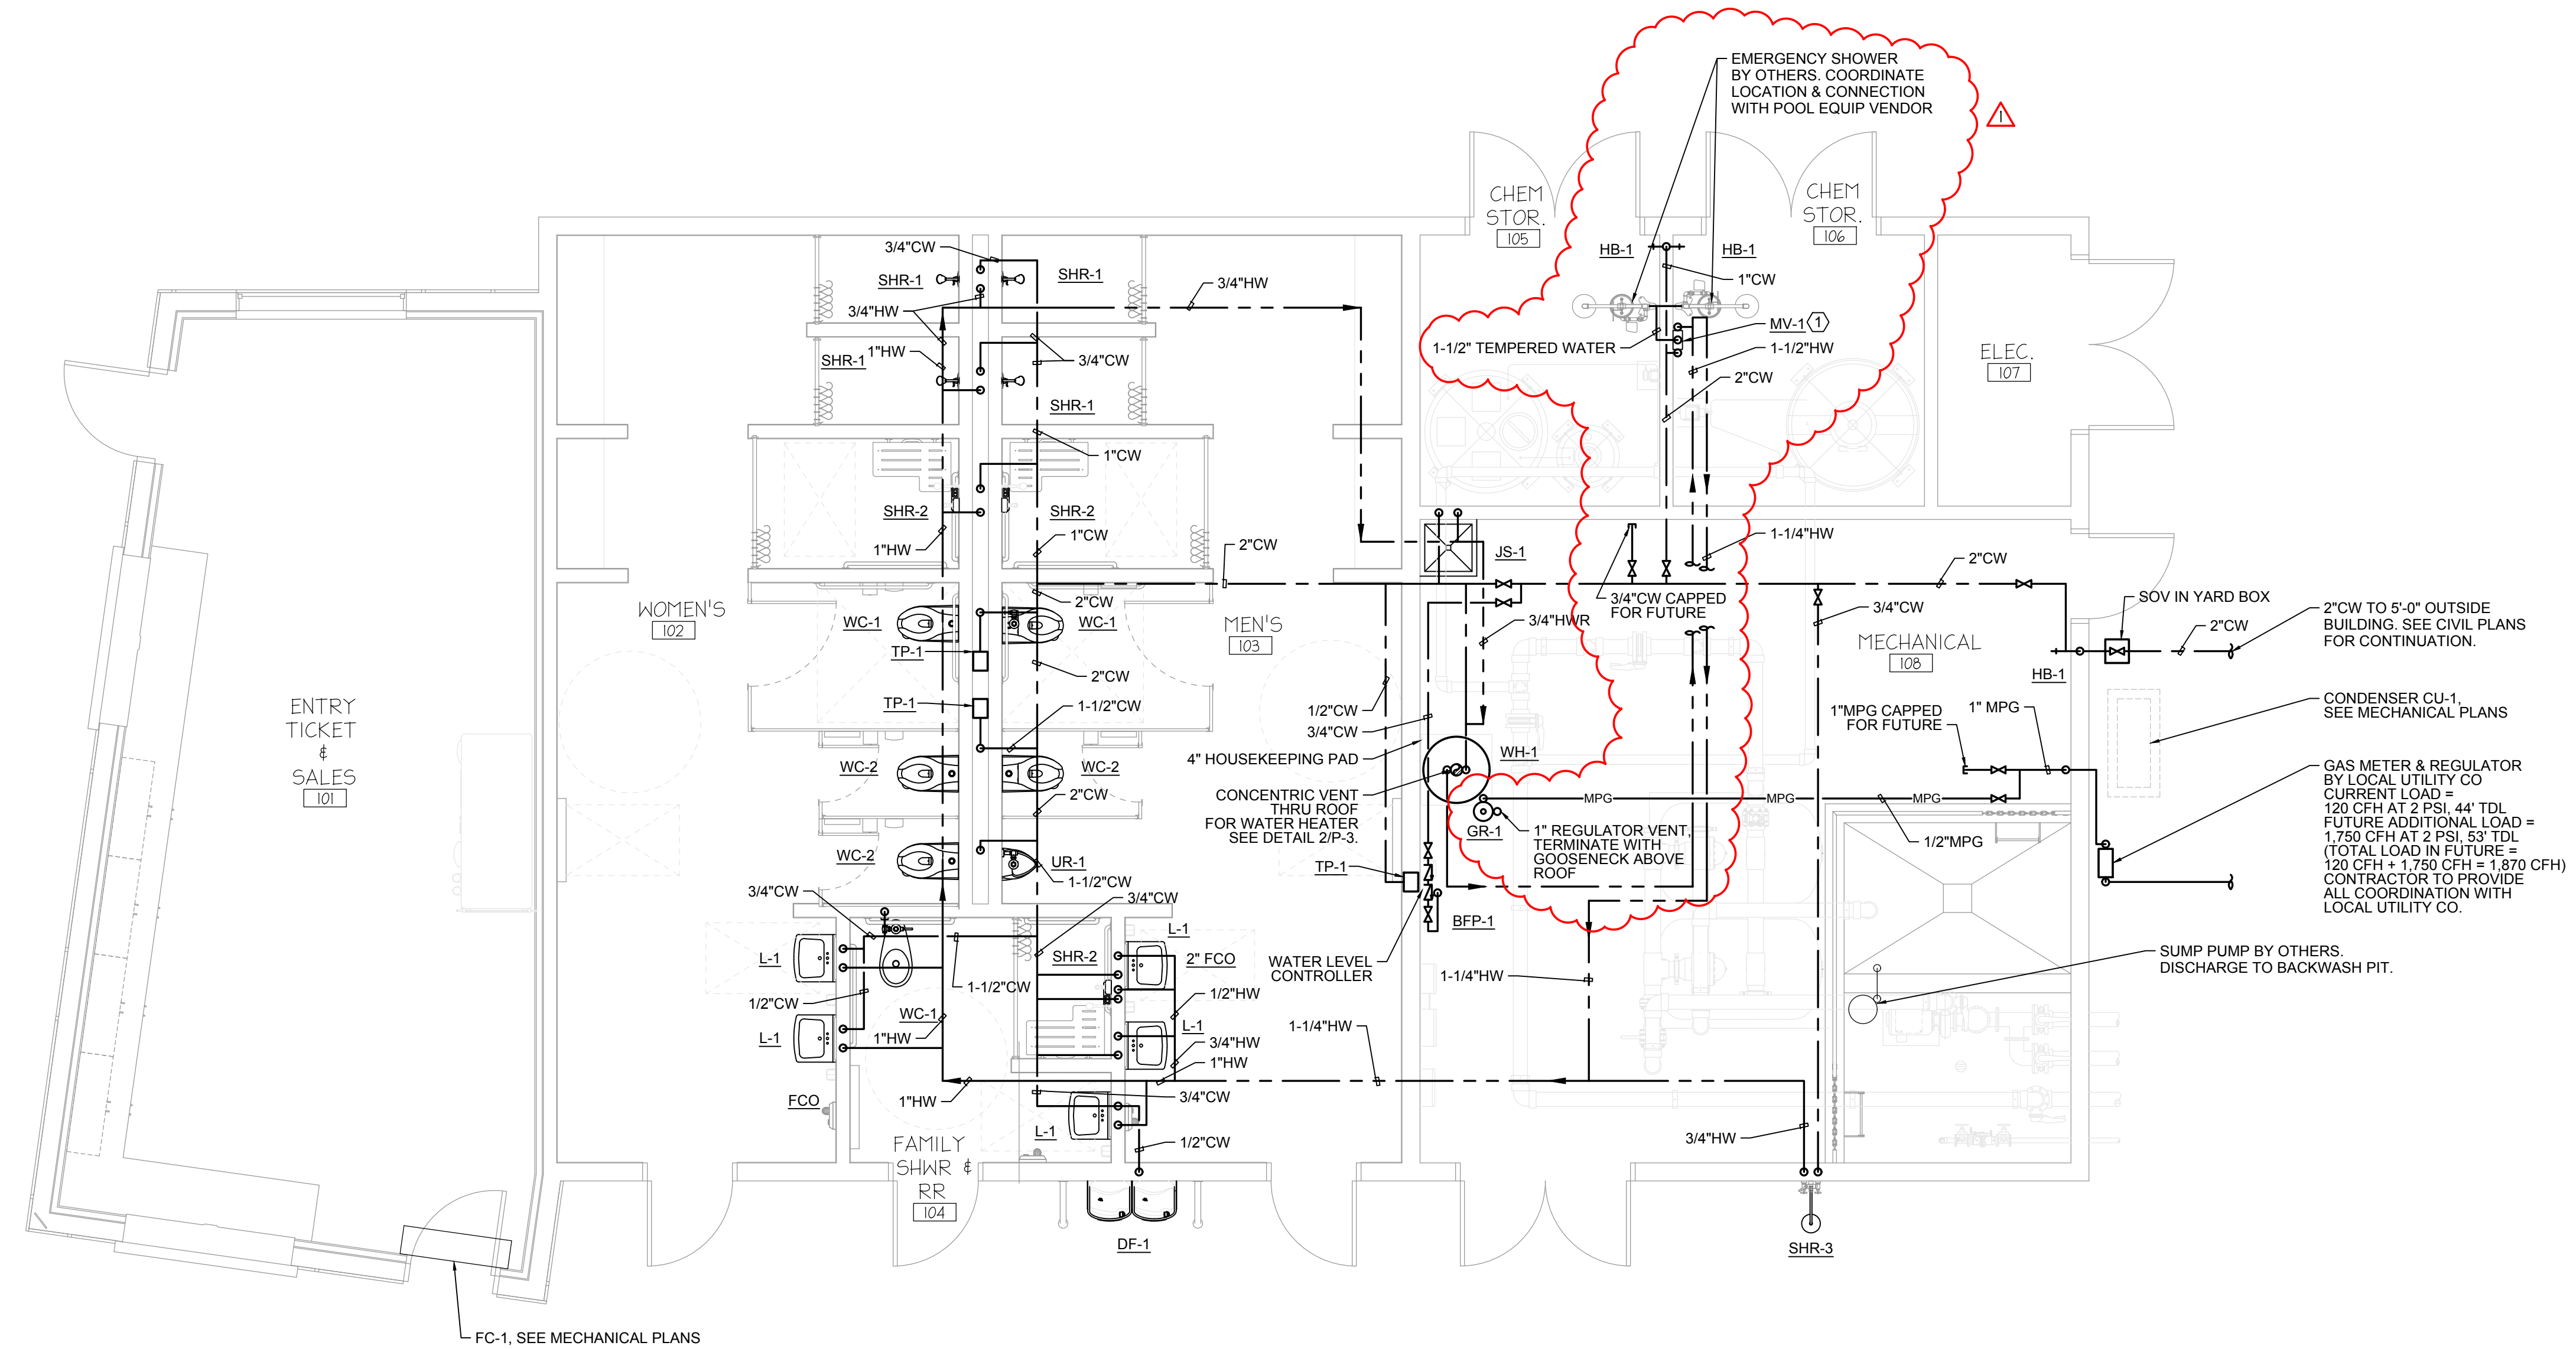 EMERGENCY SHOWER
BY OTHERS. COORDINATE
LOCATION & CONNECTION
WITH POOL EQUIP VENDOR
1
CHEM
STOR.
105
CHEM
STOR.
106
HB-1
HB-1
1"CW
MV-1
1
1-1/2" TEMPERED WATER
1-1/2"HW
2"CW
ELEC.
107
3/4"CW
SHR-1
SHR-1
3/4"HW
3/4"HW
SHR-1
1"HW
3/4"CW
SHR-1
1"CW
SHR-2
SHR-2
1"HW
1"CW
2"CW
JS-1
1-1/4"HW
2"CW
WOMEN'S
102
WC-1
2"CW
WC-1
TP-1
MEN'S
103
3/4"CW CAPPED
FOR FUTURE
3/4"HWR
3/4"CW
MECHANICAL
108
SOV IN YARD BOX
2"CW TO 5'-0" OUTSIDE
BUILDING. SEE CIVIL PLANS
FOR CONTINUATION.
2"CW
HB-1
2"CW
TP-1
1-1/2"CW
1/2"CW
3/4"CW
4" HOUSEKEEPING PAD
WH-1
1"MPG CAPPED
FOR FUTURE
1" MPG
CONDENSER CU-1,
SEE MECHANICAL PLANS
ENTRY
TICKET
&
SALES
101
WC-2
WC-2
2"CW
CONCENTRIC VENT
THRU ROOF
FOR WATER HEATER
SEE DETAIL 2/P-3.
MPG
MPG
MPG
GR-1
1" REGULATOR VENT,
TERMINATE WITH
GOOSENECK ABOVE
ROOF
1/2"MPG
GAS METER & REGULATOR
BY LOCAL UTILITY CO
CURRENT LOAD =
120 CFH AT 2 PSI, 44' TDL
FUTURE ADDITIONAL LOAD =
1,750 CFH AT 2 PSI, 53' TDL
(TOTAL LOAD IN FUTURE =
120 CFH + 1,750 CFH = 1,870 CFH)
CONTRACTOR TO PROVIDE
ALL COORDINATION WITH
LOCAL UTILITY CO.
WC-2
UR-1
1-1/2"CW
TP-1
3/4"CW
3/4"CW
BFP-1
L-1
L-1
SHR-2
2" FCO
WATER LEVEL
CONTROLLER
SUMP PUMP BY OTHERS.
DISCHARGE TO BACKWASH PIT.
1/2"CW
1-1/2"CW
1/2"HW
1-1/4"HW
WC-1
L-1
1"HW
L-1
3/4"HW
1"HW
1-1/4"HW
1"HW
3/4"CW
FCO
L-1
1/2"CW
3/4"HW
FAMILY
SHWR &
RR
104
DF-1
SHR-3
FC-1, SEE MECHANICAL PLANS